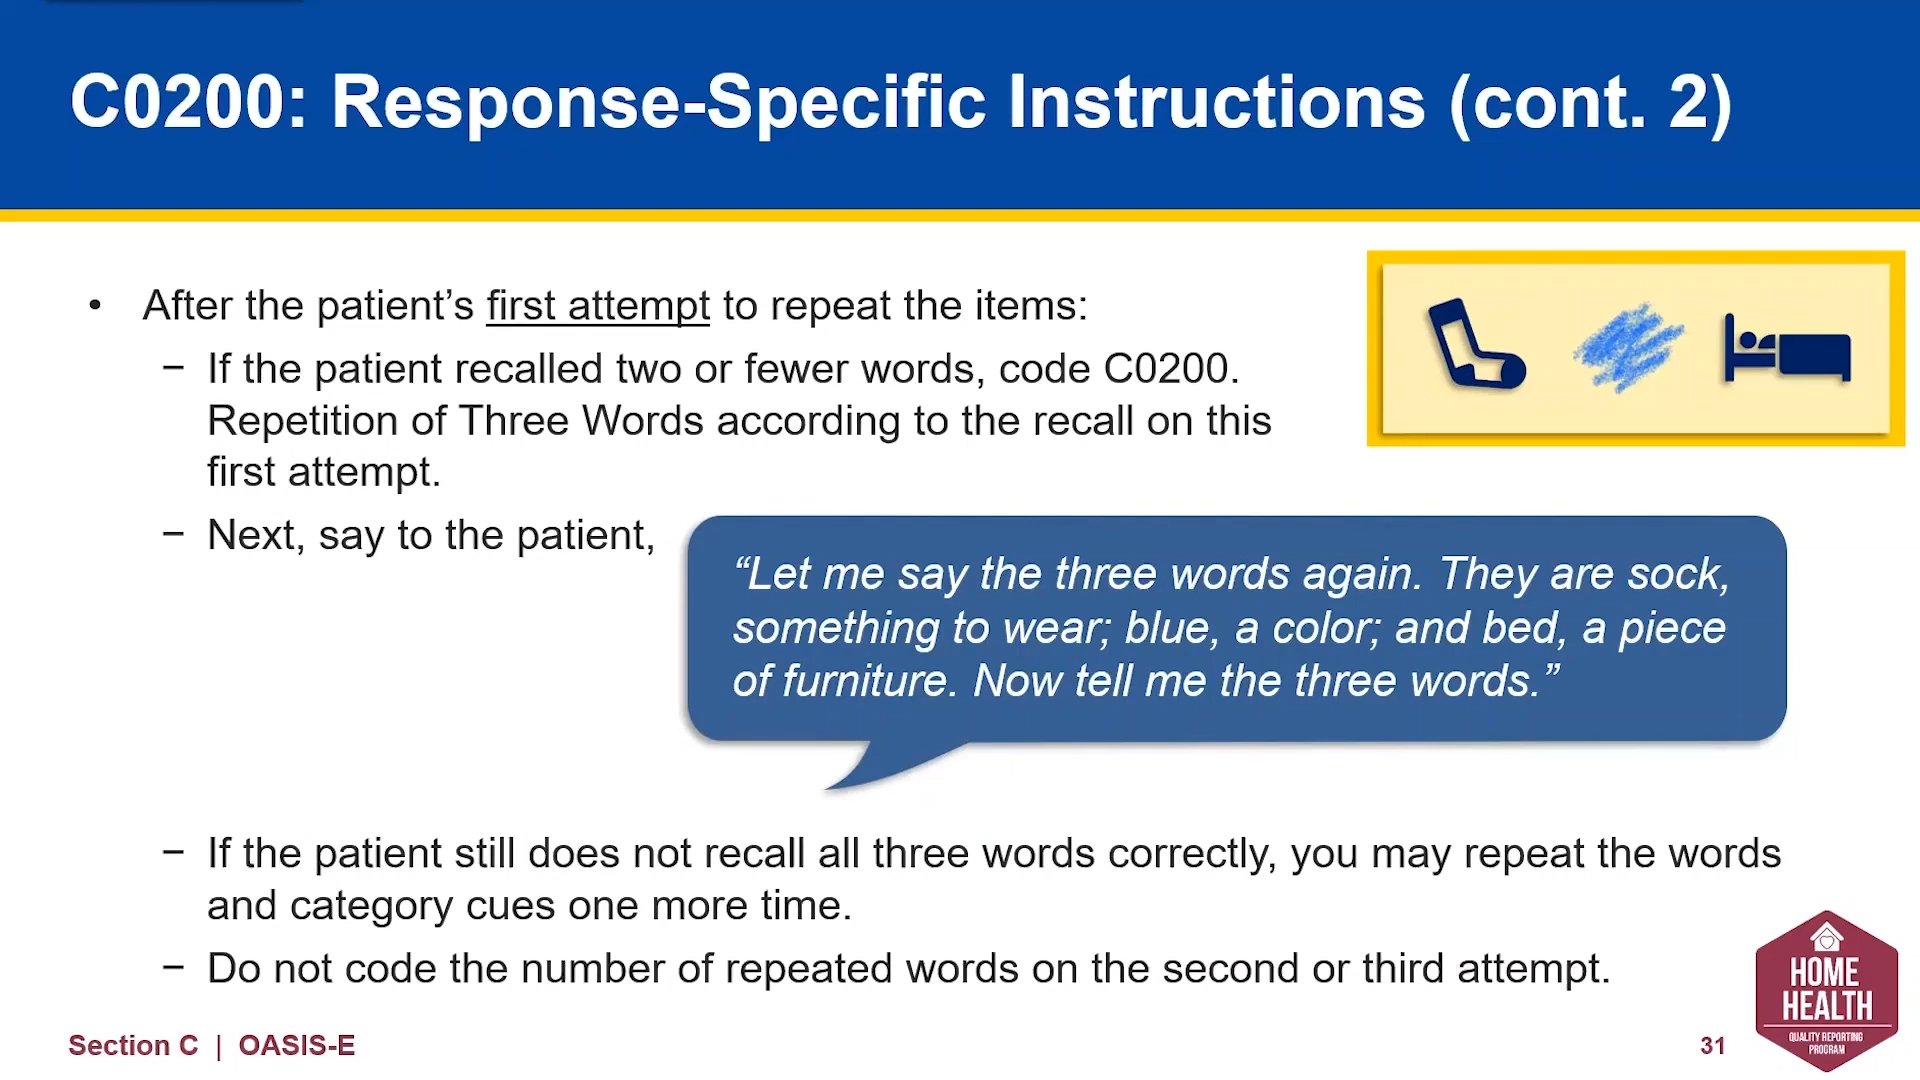 C0200: Response-Specific Instructions (cont. 2)
• After the patient’s first attempt to repeat the items:
− If the patient recalled two or fewer words, code C0200.
Repetition of Three Words according to the recall on this
first attempt.
− Next, say to the patient,
“Let me say the three words again. They are sock,
something to wear; blue, a color; and bed, a piece
of furniture. Now tell me the three words.”
− If the patient still does not recall all three words correctly, you may repeat the words
and category cues one more time.
− Do not code the number of repeated words on the second or third attempt.
Section C | OASIS-E
31
HOME
HEALTH
QUALITY REPORTING
PROGRAM